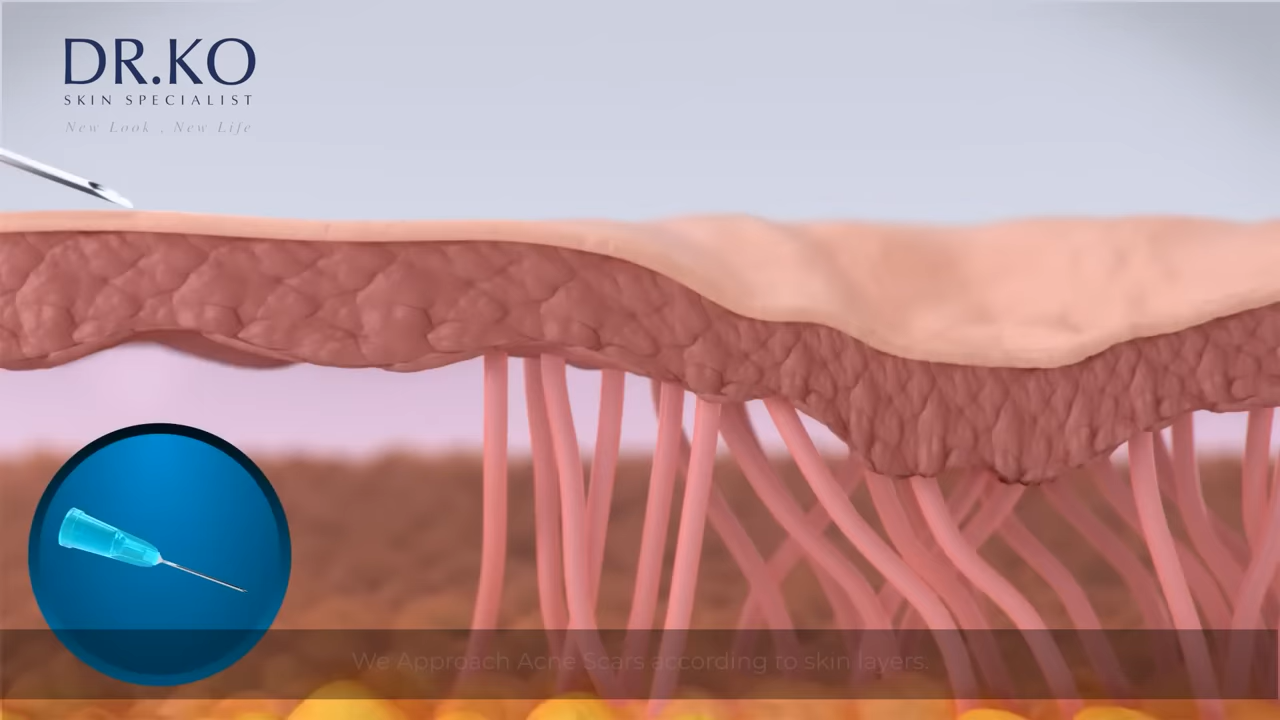 DR.KO
SKIN SPECIALIST
New Look , New Life
We Approach Acne Scars according to skin layers.